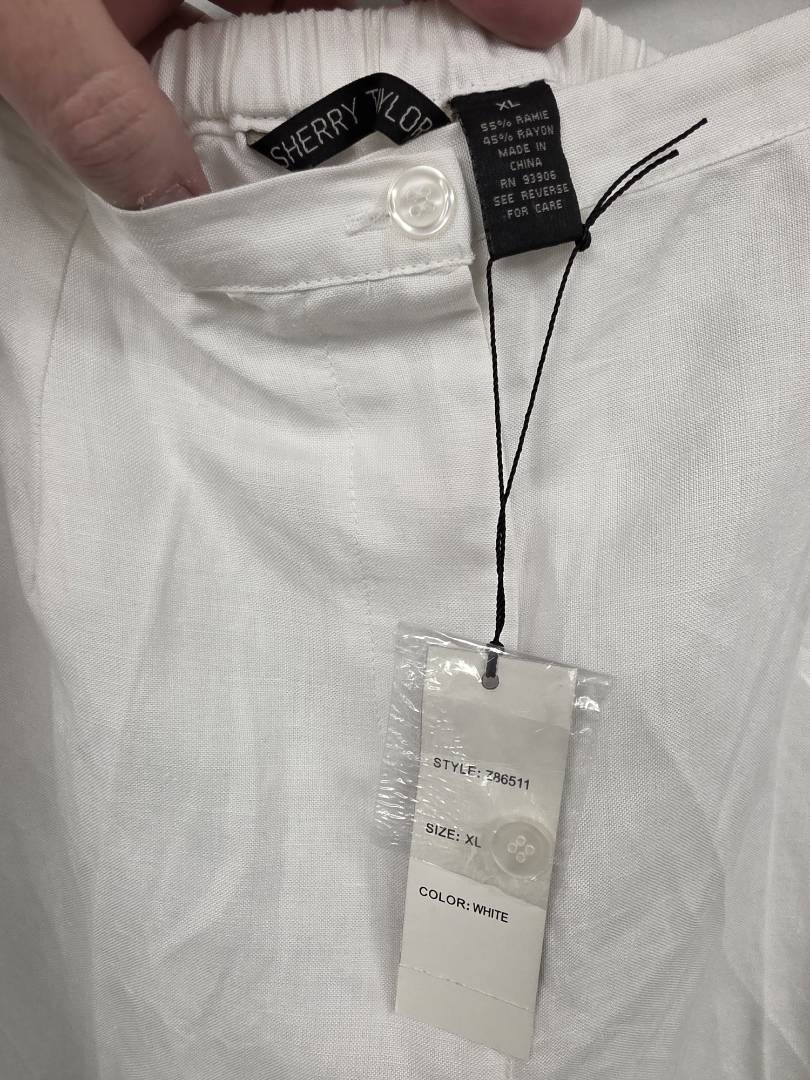 SHERRY TAYLOR
XL
55% RAMIE
45% RAYON
MADE IN
CHINA
RN 93906
SEE REVERSE
FOR CARE
STYLE: Z86511
SIZE: XL
COLOR: WHITE